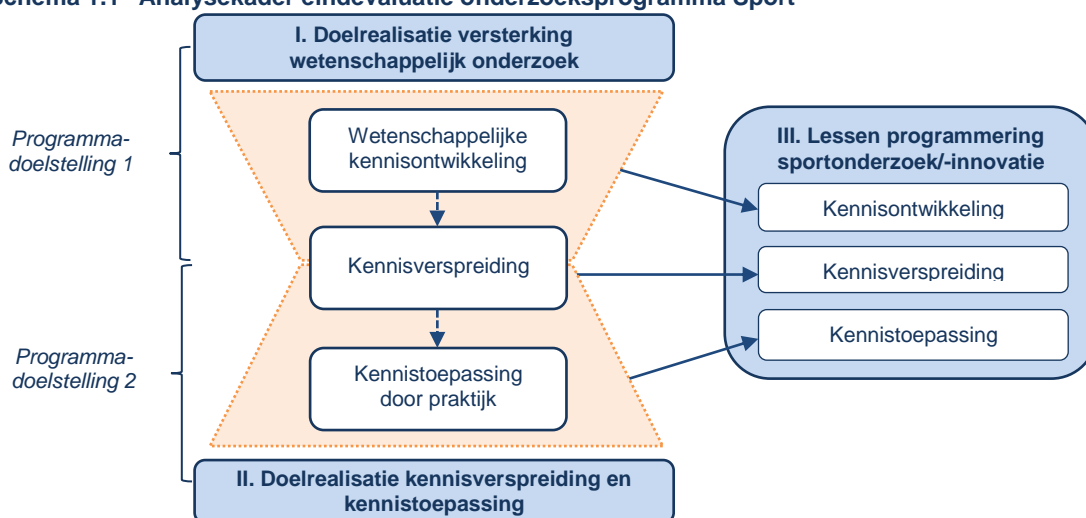 Schema 1.1 Analysekader eindevaluatie onderzoeksprogramma Sport
I. Doelrealisatie versterking
wetenschappelijk onderzoek
Programma-
doelstelling 1
Wetenschappelijke
kennisontwikkeling
Kennisverspreiding
Programma-
doelstelling 2
Kennistoepassing
door praktijk
II. Doelrealisatie kennisverspreiding en
kennistoepassing
III. Lessen programmering
sportonderzoek/-innovatie
Kennisontwikkeling
Kennisverspreiding
Kennistoepassing